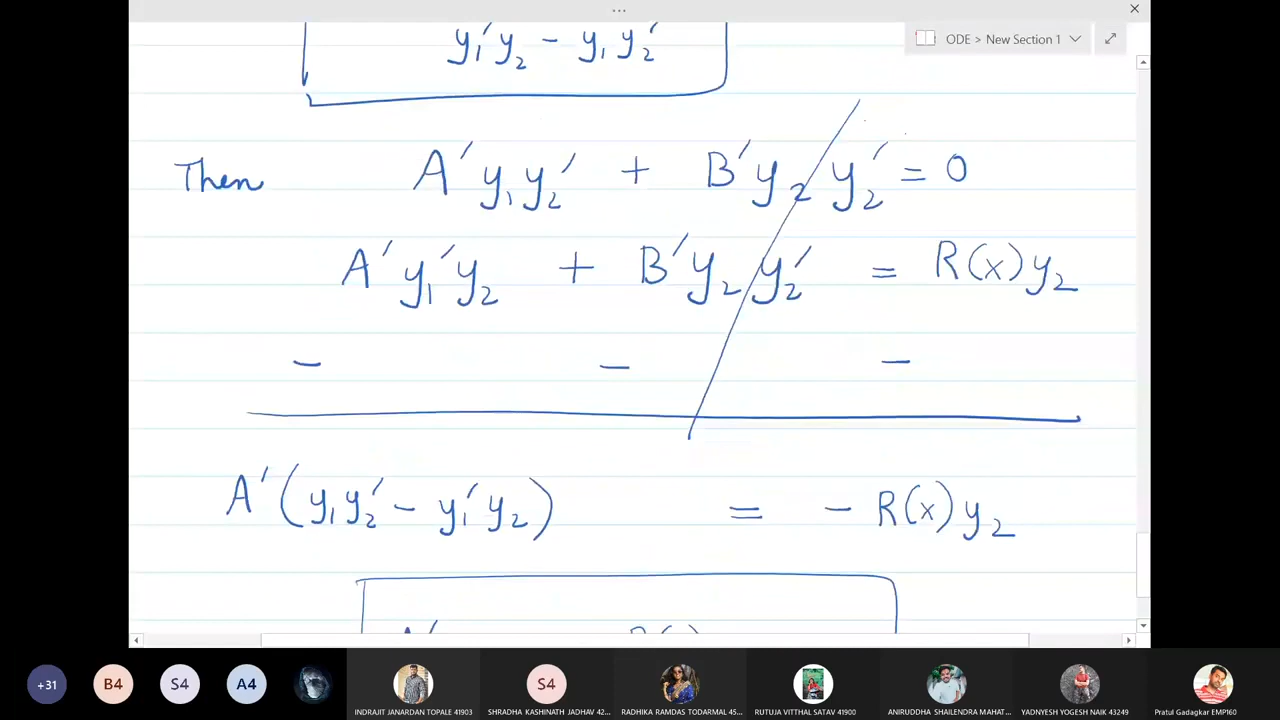 ODE > New Section 1
y₁′y₂ - y₁y₂′
Then A′y₁y₂′ + B′y₂y₂′ = 0
A′y₁′y₂ + B′y₂y₂′ = R(x)y₂
- - -
A′(y₁y₂′ - y₁′y₂) = - R(x)y₂
+31 B4 S4 A4 S4
INDRAJIT JANARDAN TOPALE 41903
SHRADHA KASHINATH JADHAV 42...
RADHIKA RAMDAS TODARMAL 45...
RUTUJA VITTHAL SATAV 41900
ANIRUDDHA SHAILENDRA MAHAT...
YADNYESH YOGESH NAIK 43249
Pratul Gadagkar EMP160